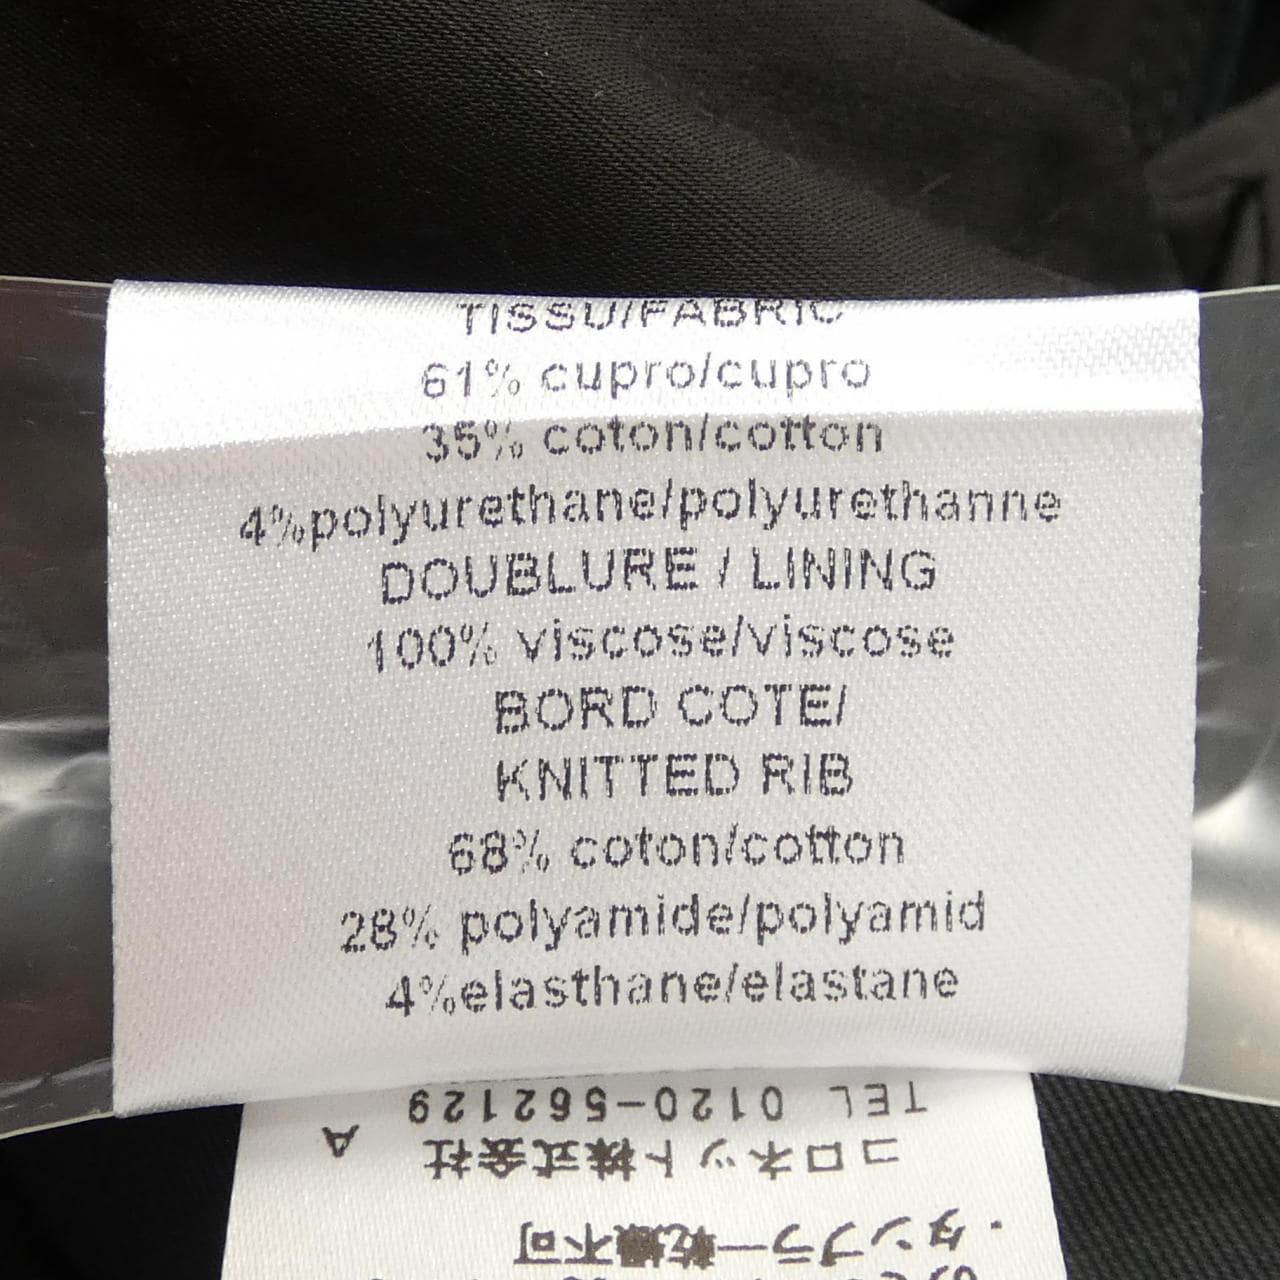 TISSU/FABRIC
61% cupro/cupro
35% coton/cotton
4%polyurethane/polyurethanne
DOUBLURE / LINING
100% viscose/viscose
BORD COTE/
KNITTED RIB
68% coton/cotton
28% polyamide/polyamid
4%elasthane/elastane
・タンブラー乾燥不可
コロネット株式会社 A
TEL 0120-562129